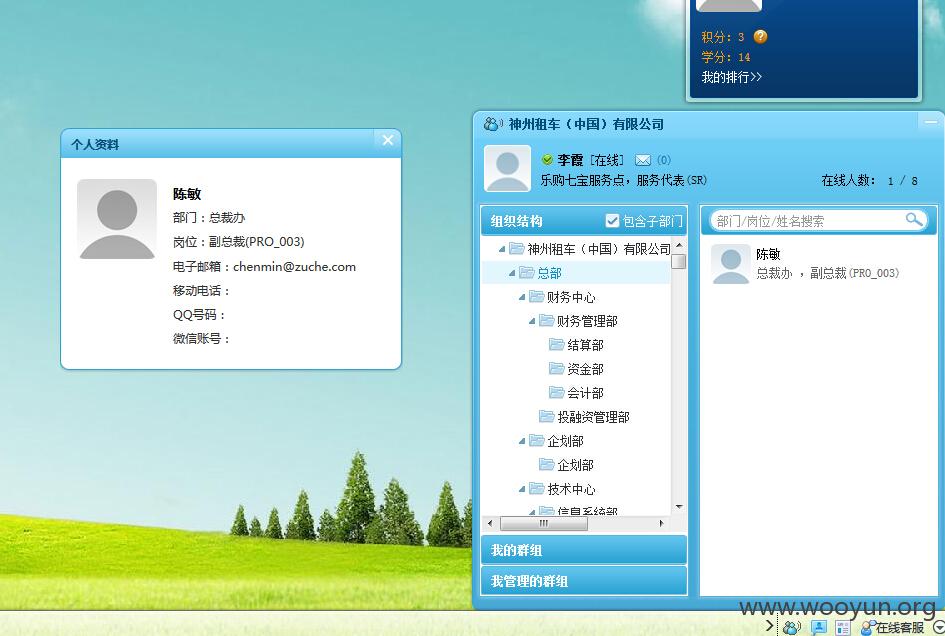 积分：3
学分：14
我的排行>>
神州租车（中国）有限公司
李霞 [在线] (0)
乐购七宝服务点，服务代表(SR)
在线人数： 1 / 8
个人资料
陈敏
部门：总裁办
岗位：副总裁(PRO_003)
电子邮箱：chenmin@zuche.com
移动电话：
QQ号码：
微信账号：
组织结构 包含子部门
神州租车（中国）有限公司
总部
财务中心
财务管理部
结算部
资金部
会计部
投融资管理部
企划部
企划部
技术中心
信息系统部
我的群组
我管理的群组
部门/岗位/姓名搜索
陈敏
总裁办 ，副总裁(PRO_003)
www.wooyun.org
在线客服